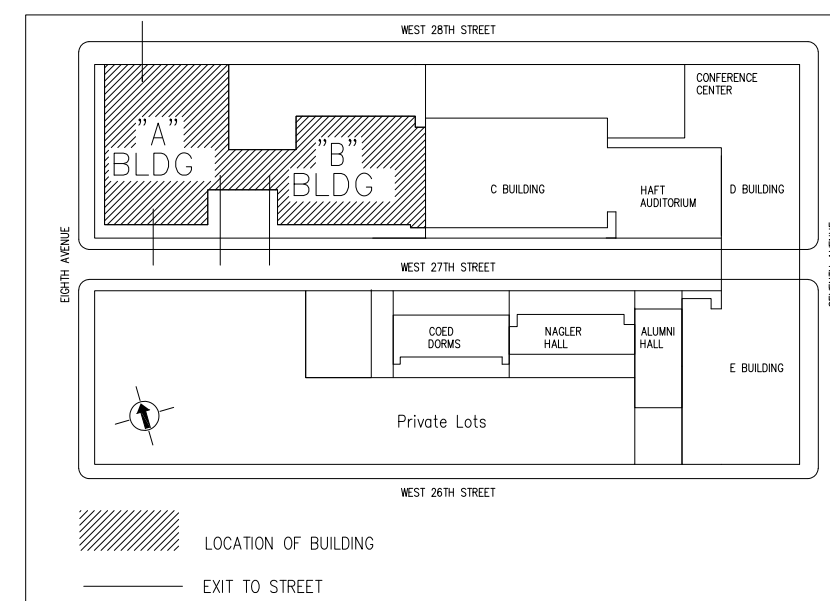 WEST 28TH STREET
CONFERENCE
CENTER
"A"
BLDG
"B"
BLDG
C BUILDING
HAFT
AUDITORIUM
D BUILDING
EIGHTH AVENUE
WEST 27TH STREET
COED
DORMS
NAGLER
HALL
ALUMNI
HALL
E BUILDING
Private Lots
WEST 26TH STREET
LOCATION OF BUILDING
EXIT TO STREET